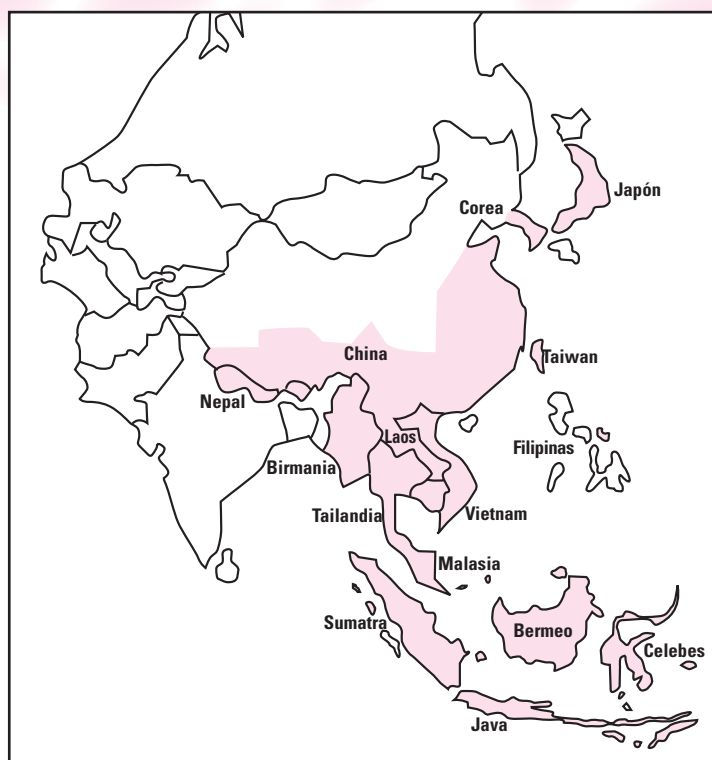 Japón
Corea
China
Taiwan
Nepal
Laos
Filipinas
Birmania
Tailandia
Vietnam
Malasia
Sumatra
Bermeo
Celebes
Java